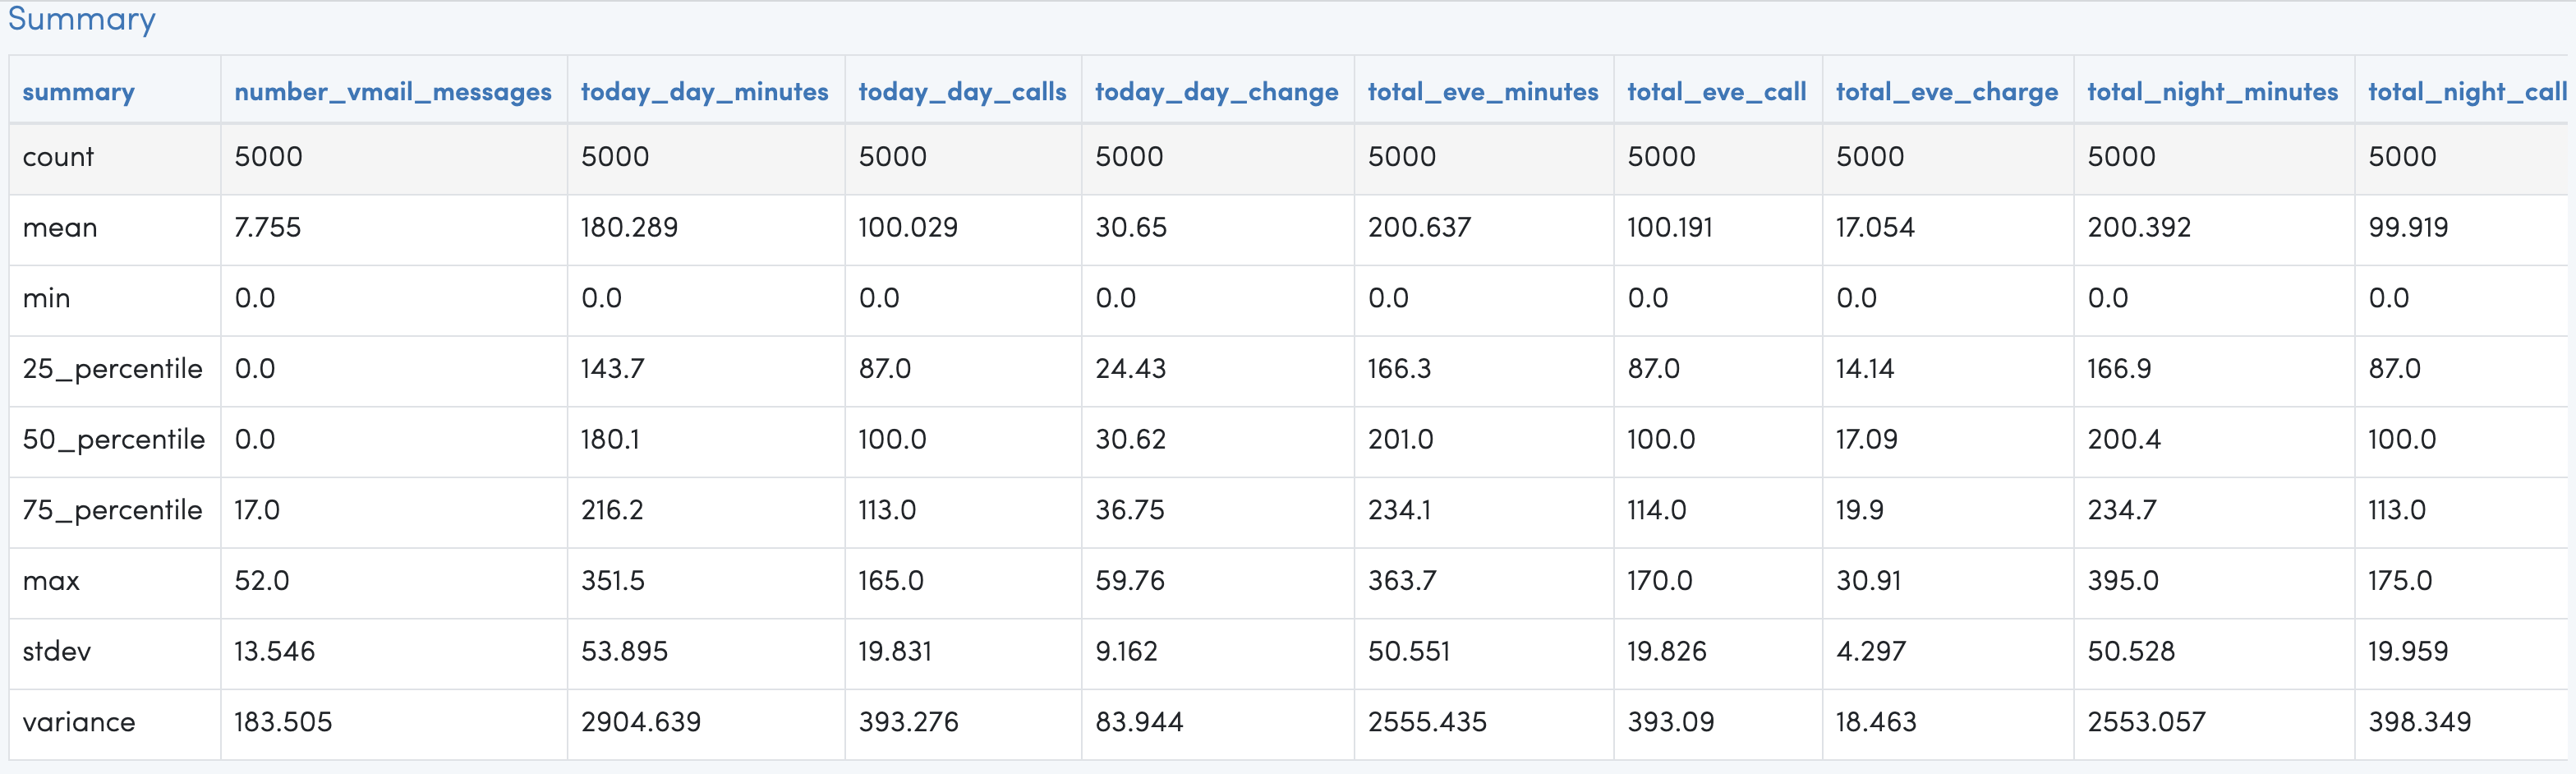 Summary
summary number_vmail_messages today_day_minutes today_day_calls today_day_change total_eve_minutes total_eve_call total_eve_charge total_night_minutes total_night_call
count 5000 5000 5000 5000 5000 5000 5000 5000 5000
mean 7.755 180.289 100.029 30.65 200.637 100.191 17.054 200.392 99.919
min 0.0 0.0 0.0 0.0 0.0 0.0 0.0 0.0 0.0
25_percentile 0.0 143.7 87.0 24.43 166.3 87.0 14.14 166.9 87.0
50_percentile 0.0 180.1 100.0 30.62 201.0 100.0 17.09 200.4 100.0
75_percentile 17.0 216.2 113.0 36.75 234.1 114.0 19.9 234.7 113.0
max 52.0 351.5 165.0 59.76 363.7 170.0 30.91 395.0 175.0
stdev 13.546 53.895 19.831 9.162 50.551 19.826 4.297 50.528 19.959
variance 183.505 2904.639 393.276 83.944 2555.435 393.09 18.463 2553.057 398.349